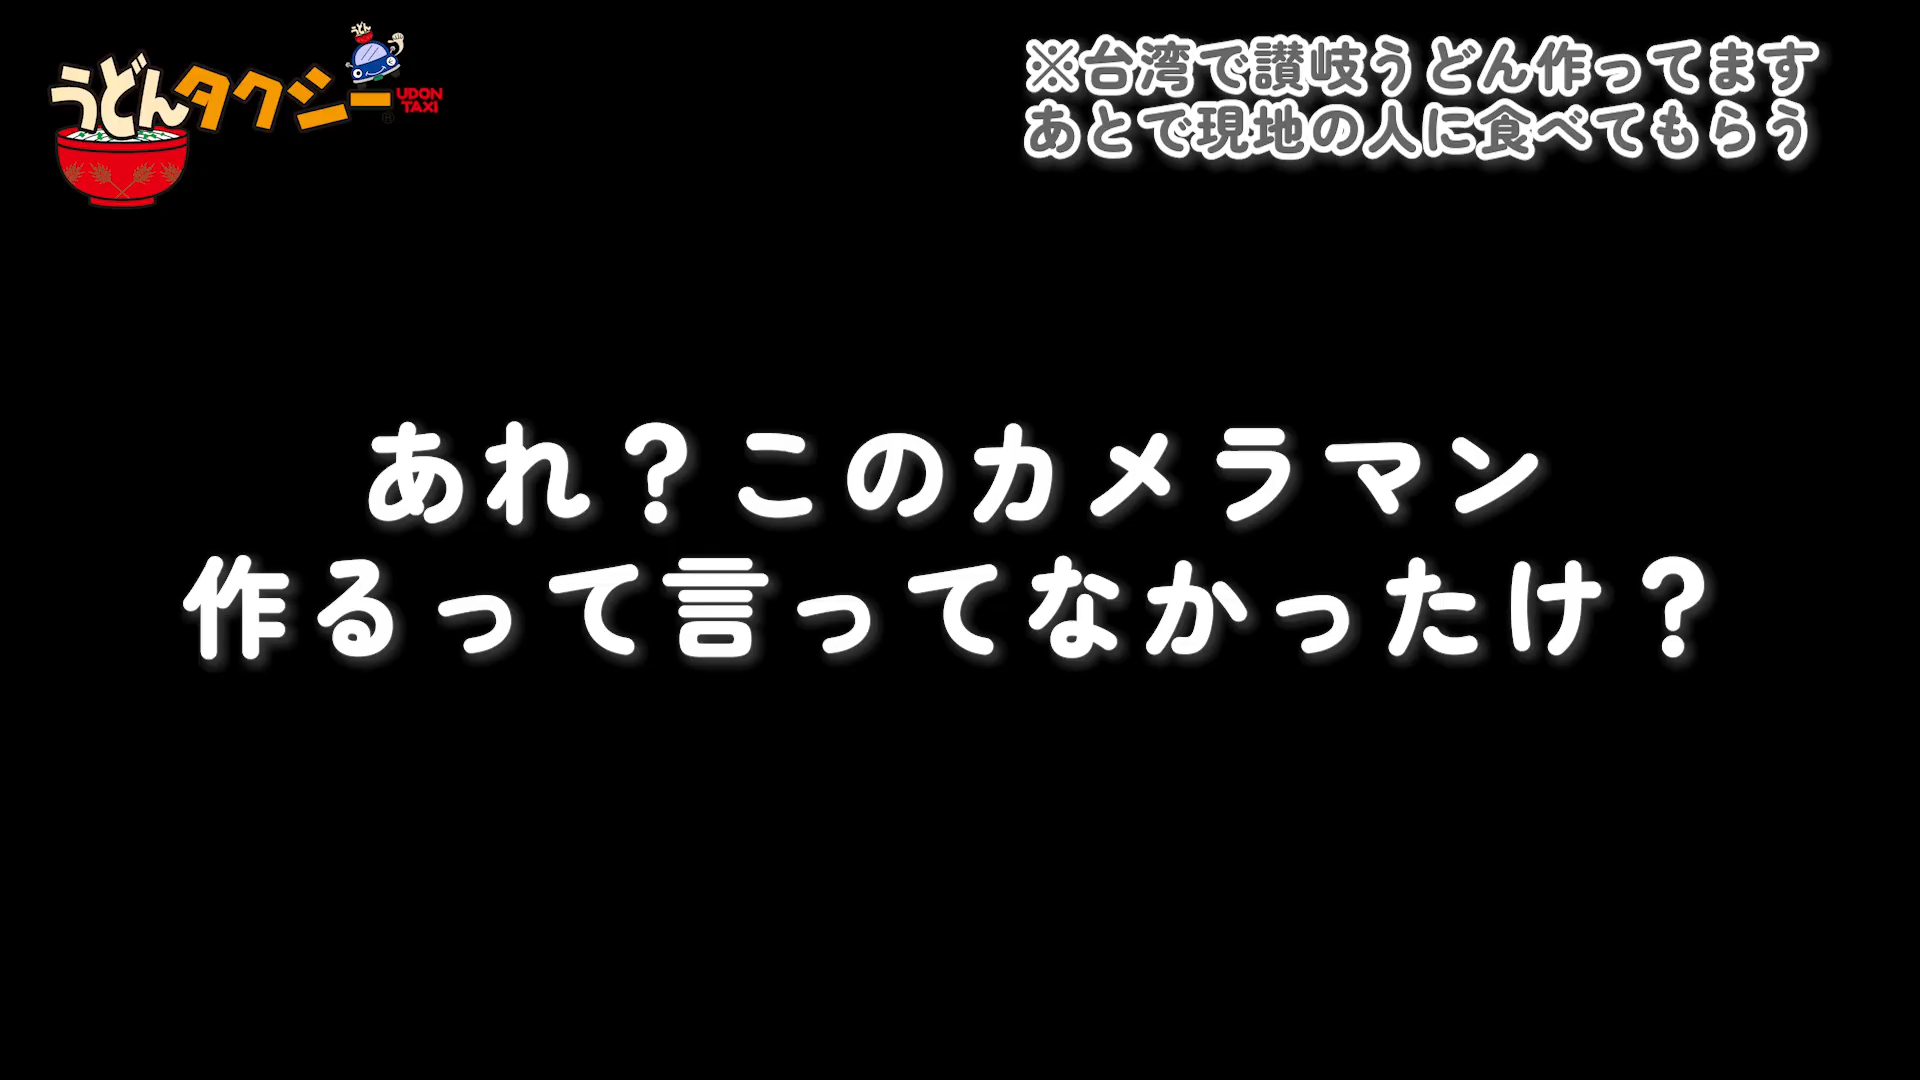 うどんタクシー
UDON
TAXI
※台湾で讃岐うどん作ってます
あとで現地の人に食べてもらう
あれ？このカメラマン
作るって言ってなかったけ？